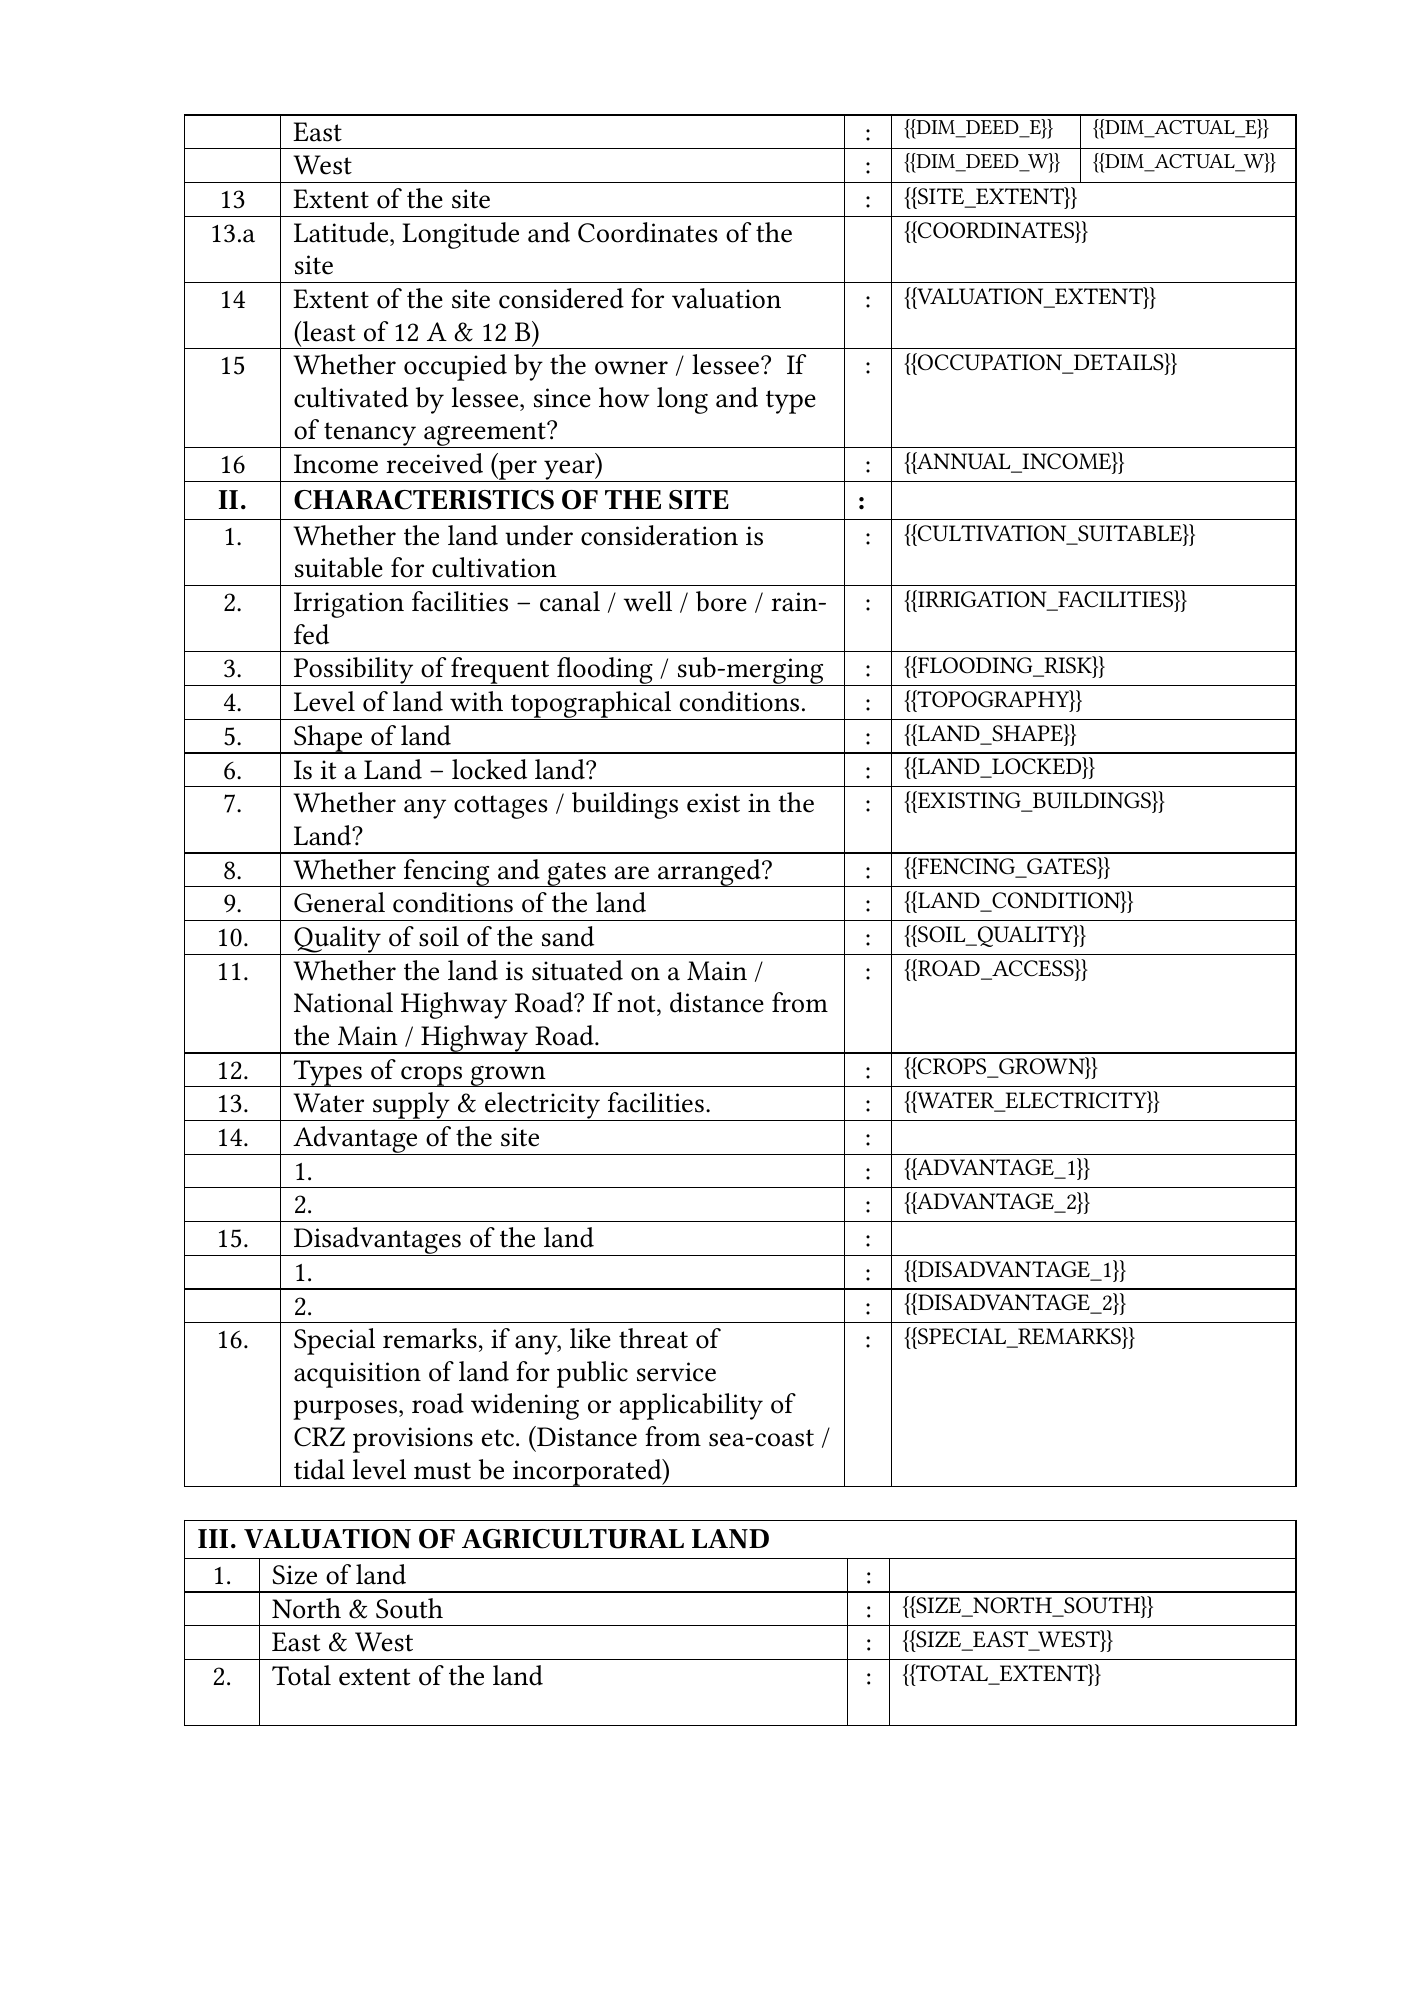 East : {{DIM_DEED_E}} {{DIM_ACTUAL_E}}
West : {{DIM_DEED_W}} {{DIM_ACTUAL_W}}
13 Extent of the site : {{SITE_EXTENT}}
13.a Latitude, Longitude and Coordinates of the {{COORDINATES}}
site
14 Extent of the site considered for valuation : {{VALUATION_EXTENT}}
(least of 12 A & 12 B)
15 Whether occupied by the owner / lessee?  If : {{OCCUPATION_DETAILS}}
cultivated by lessee, since how long and type
of tenancy agreement?
16 Income received (per year) : {{ANNUAL_INCOME}}
II. CHARACTERISTICS OF THE SITE :
1. Whether the land under consideration is : {{CULTIVATION_SUITABLE}}
suitable for cultivation
2. Irrigation facilities – canal / well / bore / rain- : {{IRRIGATION_FACILITIES}}
fed
3. Possibility of frequent flooding / sub-merging : {{FLOODING_RISK}}
4. Level of land with topographical conditions. : {{TOPOGRAPHY}}
5. Shape of land : {{LAND_SHAPE}}
6. Is it a Land – locked land? : {{LAND_LOCKED}}
7. Whether any cottages / buildings exist in the : {{EXISTING_BUILDINGS}}
Land?
8. Whether fencing and gates are arranged? : {{FENCING_GATES}}
9. General conditions of the land : {{LAND_CONDITION}}
10. Quality of soil of the sand : {{SOIL_QUALITY}}
11. Whether the land is situated on a Main / : {{ROAD_ACCESS}}
National Highway Road? If not, distance from
the Main / Highway Road.
12. Types of crops grown : {{CROPS_GROWN}}
13. Water supply & electricity facilities. : {{WATER_ELECTRICITY}}
14. Advantage of the site :
1. : {{ADVANTAGE_1}}
2. : {{ADVANTAGE_2}}
15. Disadvantages of the land :
1. : {{DISADVANTAGE_1}}
2. : {{DISADVANTAGE_2}}
16. Special remarks, if any, like threat of : {{SPECIAL_REMARKS}}
acquisition of land for public service
purposes, road widening or applicability of
CRZ provisions etc. (Distance from sea-coast /
tidal level must be incorporated)
III. VALUATION OF AGRICULTURAL LAND
1. Size of land :
North & South : {{SIZE_NORTH_SOUTH}}
East & West : {{SIZE_EAST_WEST}}
2. Total extent of the land : {{TOTAL_EXTENT}}